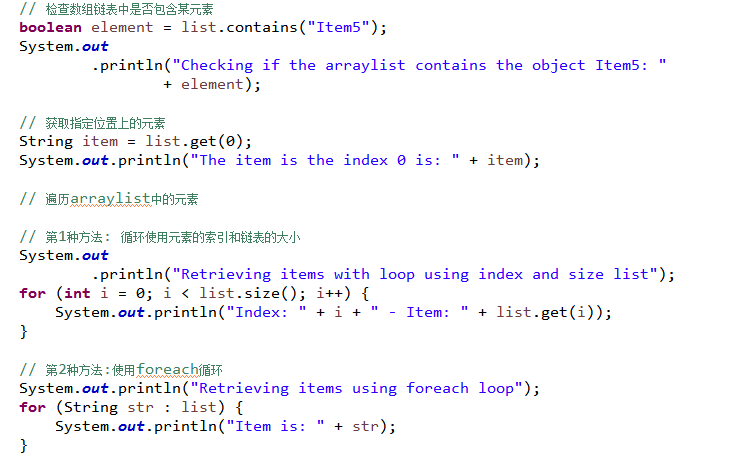 // 检查数组链表中是否包含某元素
boolean element = list.contains("Item5");
System.out
        .println("Checking if the arraylist contains the object Item5: "
                + element);

// 获取指定位置上的元素
String item = list.get(0);
System.out.println("The item is the index 0 is: " + item);

// 遍历arraylist中的元素

// 第1种方法: 循环使用元素的索引和链表的大小
System.out
        .println("Retrieving items with loop using index and size list");
for (int i = 0; i < list.size(); i++) {
    System.out.println("Index: " + i + " - Item: " + list.get(i));
}

// 第2种方法:使用foreach循环
System.out.println("Retrieving items using foreach loop");
for (String str : list) {
    System.out.println("Item is: " + str);
}